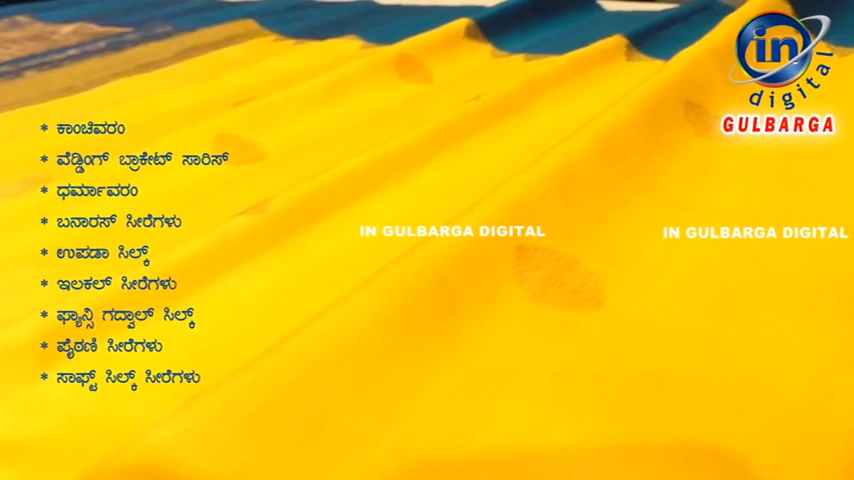 in
digital
GULBARGA
* ಕಾಂಚಿವರಂ
* ವೆಡ್ಡಿಂಗ್ ಬ್ರಾಕೇಟ್ ಸಾರಿಸ್
* ಧರ್ಮಾವರಂ
* ಬನಾರಸ್ ಸೀರೆಗಳು
* ಉಪಡಾ ಸಿಲ್ಕ್
* ಇಲಕಲ್ ಸೀರೆಗಳು
* ಫ್ಯಾನ್ಸಿ ಗದ್ವಾಲ್ ಸಿಲ್ಕ್
* ಪೈಠಣಿ ಸೀರೆಗಳು
* ಸಾಫ್ಟ್ ಸಿಲ್ಕ್ ಸೀರೆಗಳು
IN GULBARGA DIGITAL
IN GULBARGA DIGITAL